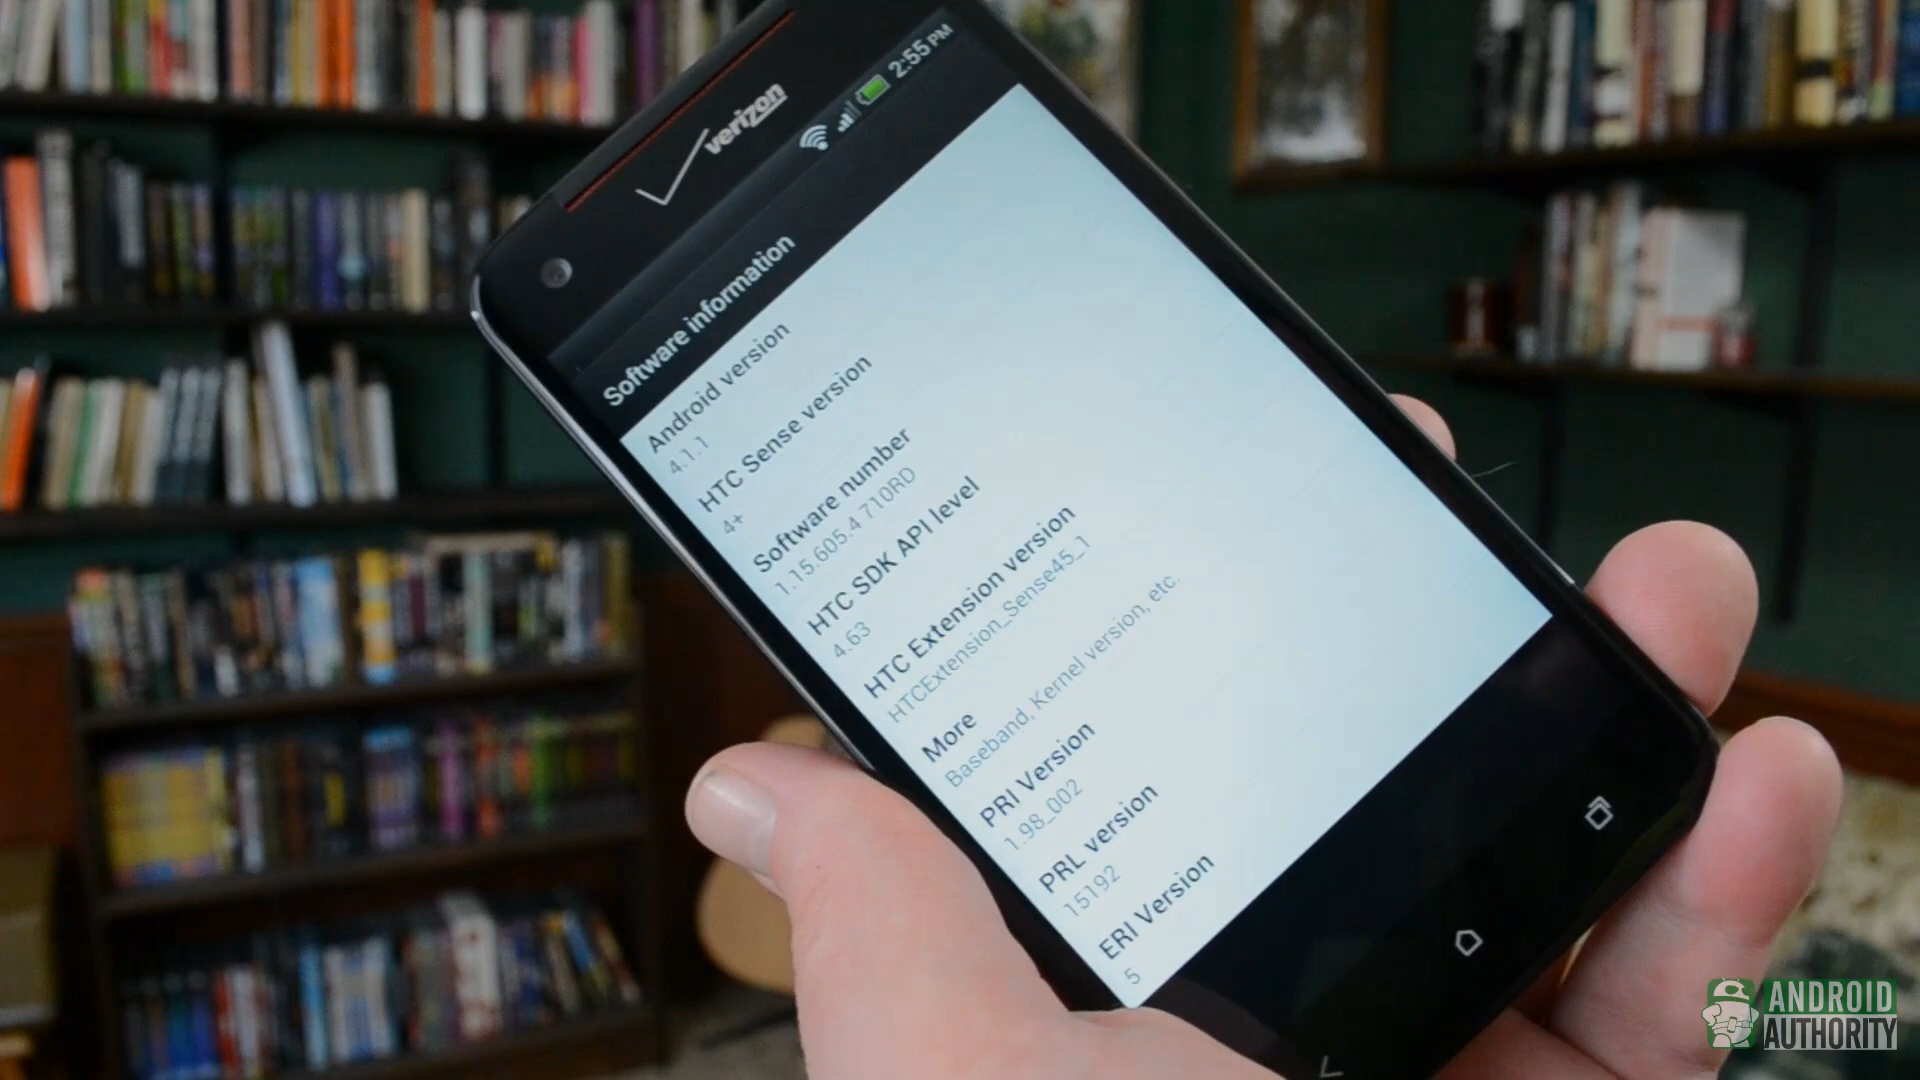 verizon
2:55 PM
Software information
Android version
4.1.1
HTC Sense version
4+
Software number
1.15.605.4 710RD
HTC SDK API level
4.63
HTC Extension version
HTCExtension_Sense45_1
More
Baseband, Kernel version, etc.
PRI Version
1.98_002
PRL version
15192
ERI Version
5
ANDROID
AUTHORITY